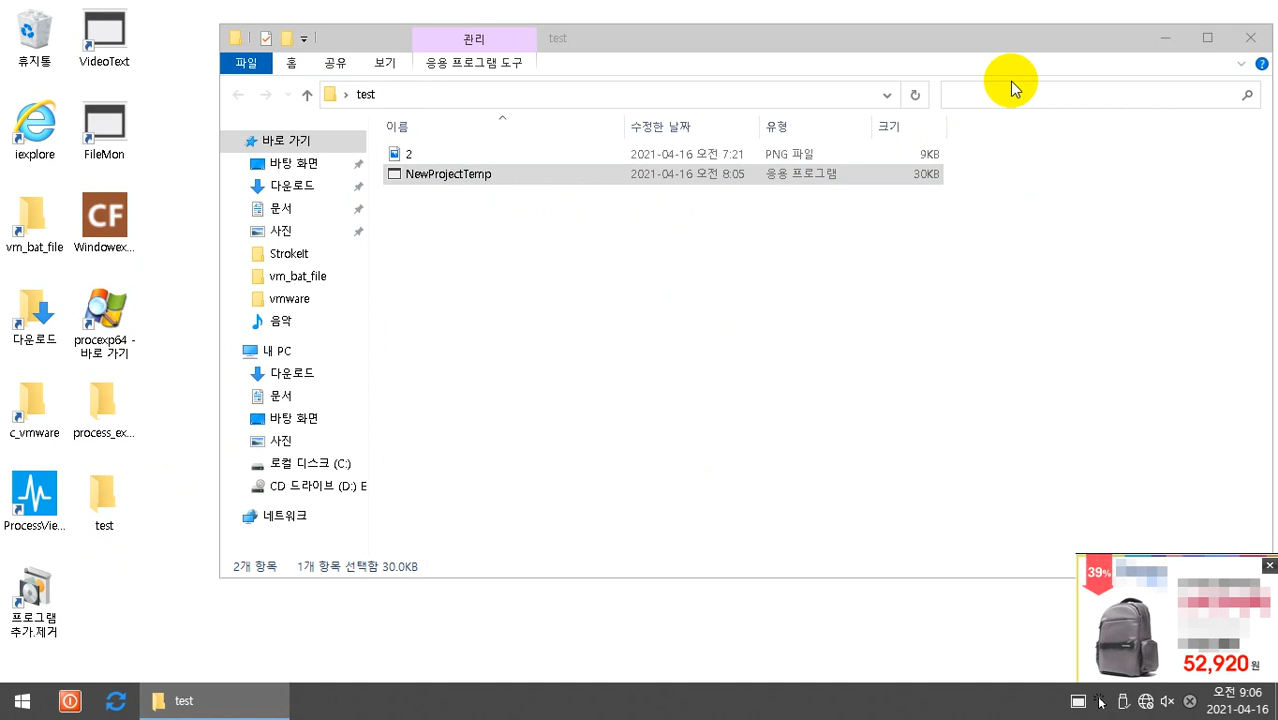 휴지통
VideoText
iexplore
FileMon
vm_bat_file
CF
Windowex...
다운로드
procexp64 -
바로 가기
c_vmware
process_ex...
ProcessVie...
test
프로그램
추가.제거
관리
test
파일
홈
공유
보기
응용 프로그램 도구
?
test
이름
수정한 날짜
유형
크기
2
2021-04-16 오전 7:21
PNG 파일
9KB
NewProjectTemp
2021-04-16 오전 8:05
응용 프로그램
30KB
바로 가기
바탕 화면
다운로드
문서
사진
StrokeIt
vm_bat_file
vmware
음악
내 PC
다운로드
문서
바탕 화면
사진
로컬 디스크 (C:)
CD 드라이브 (D:) E
네트워크
2개 항목
1개 항목 선택함 30.0KB
39%
52,920원
test
오전 9:06
2021-04-16